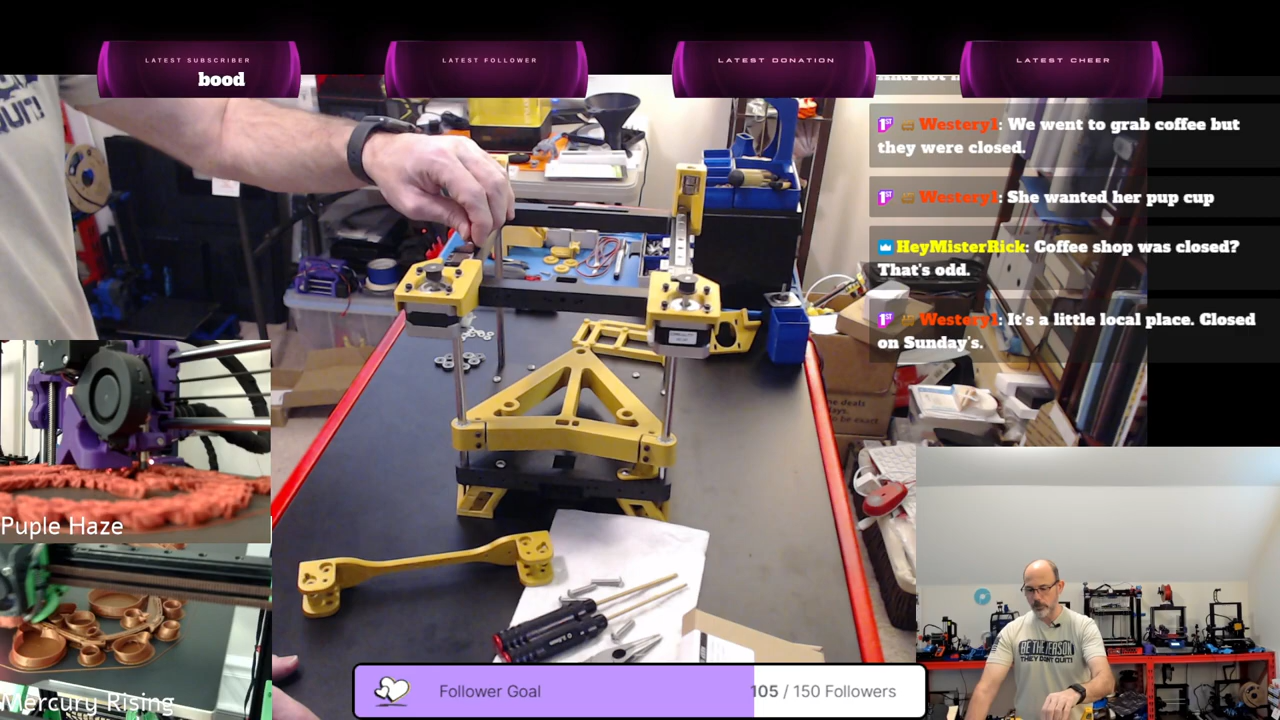 LATEST SUBSCRIBER
bood
LATEST FOLLOWER
LATEST DONATION
LATEST CHEER
Westery1: We went to grab coffee but
they were closed.
Westery1: She wanted her pup cup
HeyMisterRick: Coffee shop was closed?
That's odd.
Westery1: It's a little local place. Closed
on Sunday's.
Puple Haze
Mercury Rising
BE THE REASON
THEY DONT QUIT!
Follower Goal
105 / 150 Followers